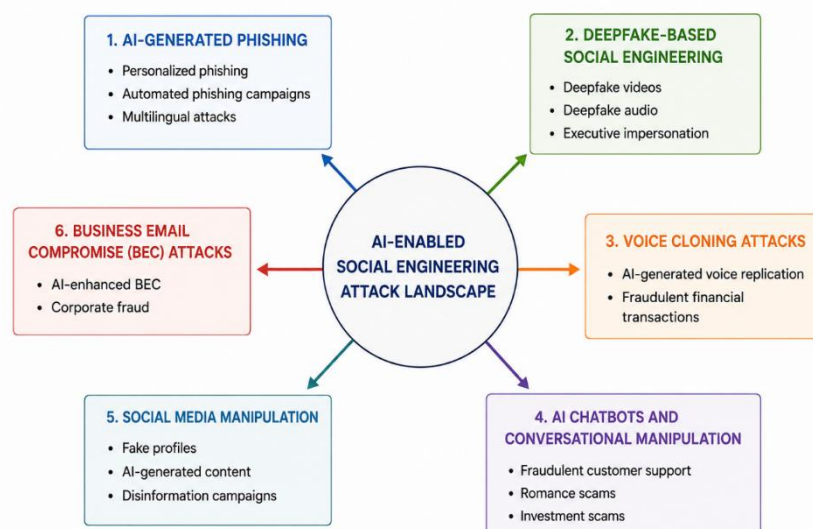 1. AI-GENERATED PHISHING
• Personalized phishing
• Automated phishing campaigns
• Multilingual attacks
2. DEEPFAKE-BASED
SOCIAL ENGINEERING
• Deepfake videos
• Deepfake audio
• Executive impersonation
AI-ENABLED
SOCIAL ENGINEERING
ATTACK LANDSCAPE
3. VOICE CLONING ATTACKS
• AI-generated voice replication
• Fraudulent financial
transactions
4. AI CHATBOTS AND
CONVERSATIONAL MANIPULATION
• Fraudulent customer support
• Romance scams
• Investment scams
5. SOCIAL MEDIA MANIPULATION
• Fake profiles
• AI-generated content
• Disinformation campaigns
6. BUSINESS EMAIL
COMPROMISE (BEC) ATTACKS
• AI-enhanced BEC
• Corporate fraud